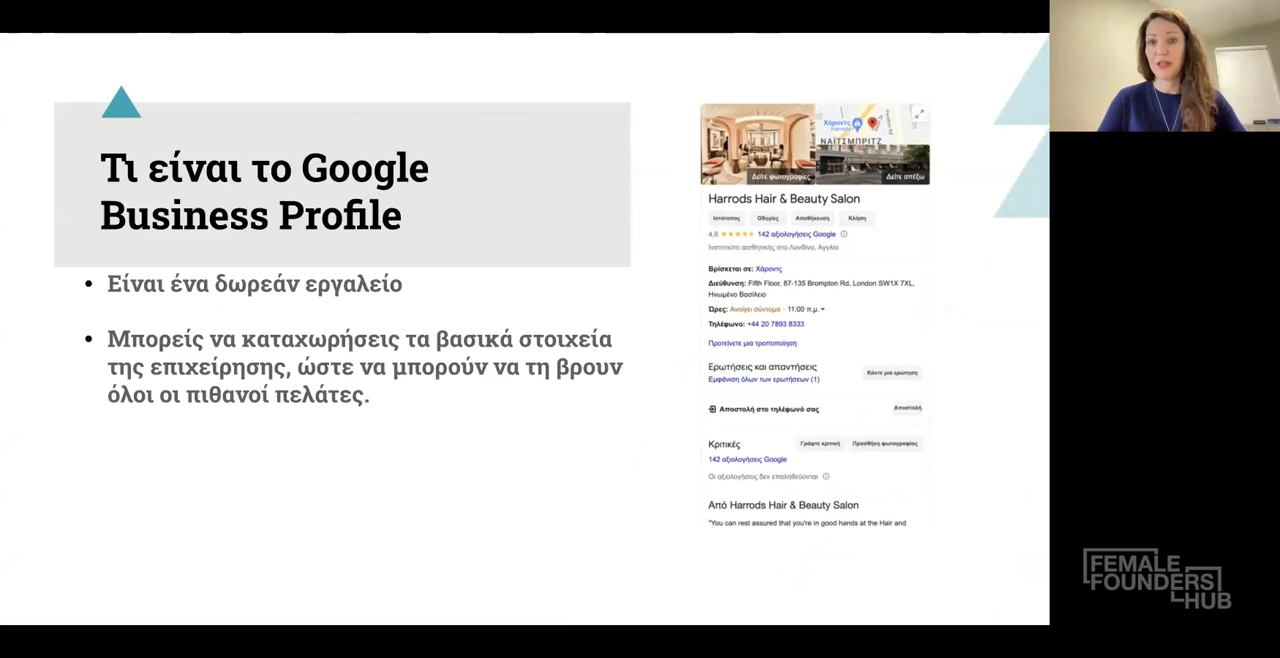 Τι είναι το Google
Business Profile
• Είναι ένα δωρεάν εργαλείο
• Μπορείς να καταχωρήσεις τα βασικά στοιχεία
της επιχείρησης, ώστε να μπορούν να τη βρουν
όλοι οι πιθανοί πελάτες.
Χάροντς
Harrods
ΝΑΪΤΣΜΠΡΙΤΖ
Δείτε φωτογραφίες
Δείτε απέξω
Harrods Hair & Beauty Salon
Ιστότοπος Οδηγίες Αποθήκευση Κλήση
4,6 ★★★★★ 142 αξιολογήσεις Google
Ινστιτούτο αισθητικής στο Λονδίνο, Αγγλία
Βρίσκεται σε: Χάροντς
Διεύθυνση: Fifth Floor, 87-135 Brompton Rd, London SW1X 7XL,
Ηνωμένο Βασίλειο
Ώρες: Ανοίγει σύντομα · 11:00 π.μ.
Τηλέφωνο: +44 20 7893 8333
Προτείνετε μια τροποποίηση
Ερωτήσεις και απαντήσεις
Εμφάνιση όλων των ερωτήσεων (1)
Κάντε μια ερώτηση
Αποστολή στο τηλέφωνό σας
Αποστολή
Κριτικές
Γράψτε κριτική Προσθήκη φωτογραφίας
142 αξιολογήσεις Google
Οι αξιολογήσεις δεν επαληθεύονται
Από Harrods Hair & Beauty Salon
"You can rest assured that you're in good hands at the Hair and
FEMALE
FOUNDERS
HUB